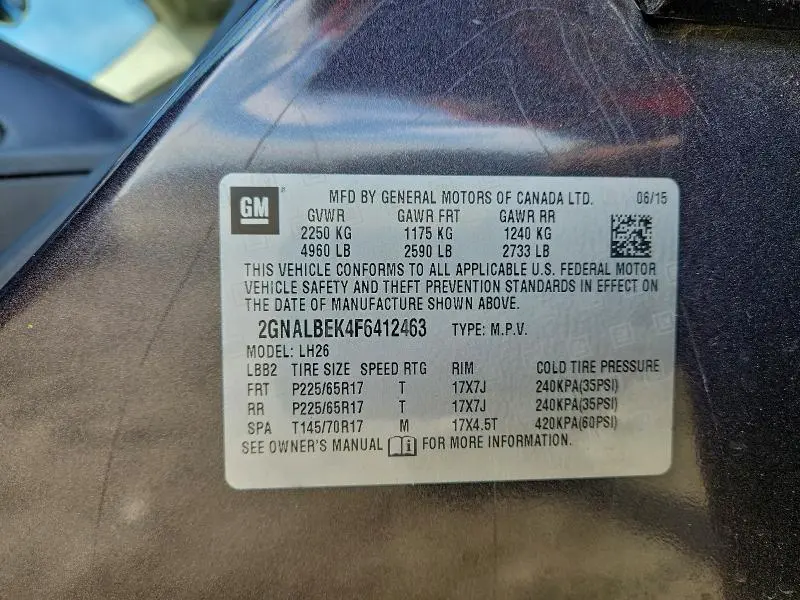 GM
MFD BY GENERAL MOTORS OF CANADA LTD. 06/15
GVWR GAWR FRT GAWR RR
2250 KG 1175 KG 1240 KG
4960 LB 2590 LB 2733 LB
THIS VEHICLE CONFORMS TO ALL APPLICABLE U.S. FEDERAL MOTOR
VEHICLE SAFETY AND THEFT PREVENTION STANDARDS IN EFFECT ON
THE DATE OF MANUFACTURE SHOWN ABOVE.
2GNALBEK4F6412463 TYPE: M.P.V.
MODEL: LH26
LBB2 TIRE SIZE SPEED RTG RIM COLD TIRE PRESSURE
FRT P225/65R17 T 17X7J 240KPA(35PSI)
RR P225/65R17 T 17X7J 240KPA(35PSI)
SPA T145/70R17 M 17X4.5T 420KPA(60PSI)
SEE OWNER'S MANUAL i FOR MORE INFORMATION.